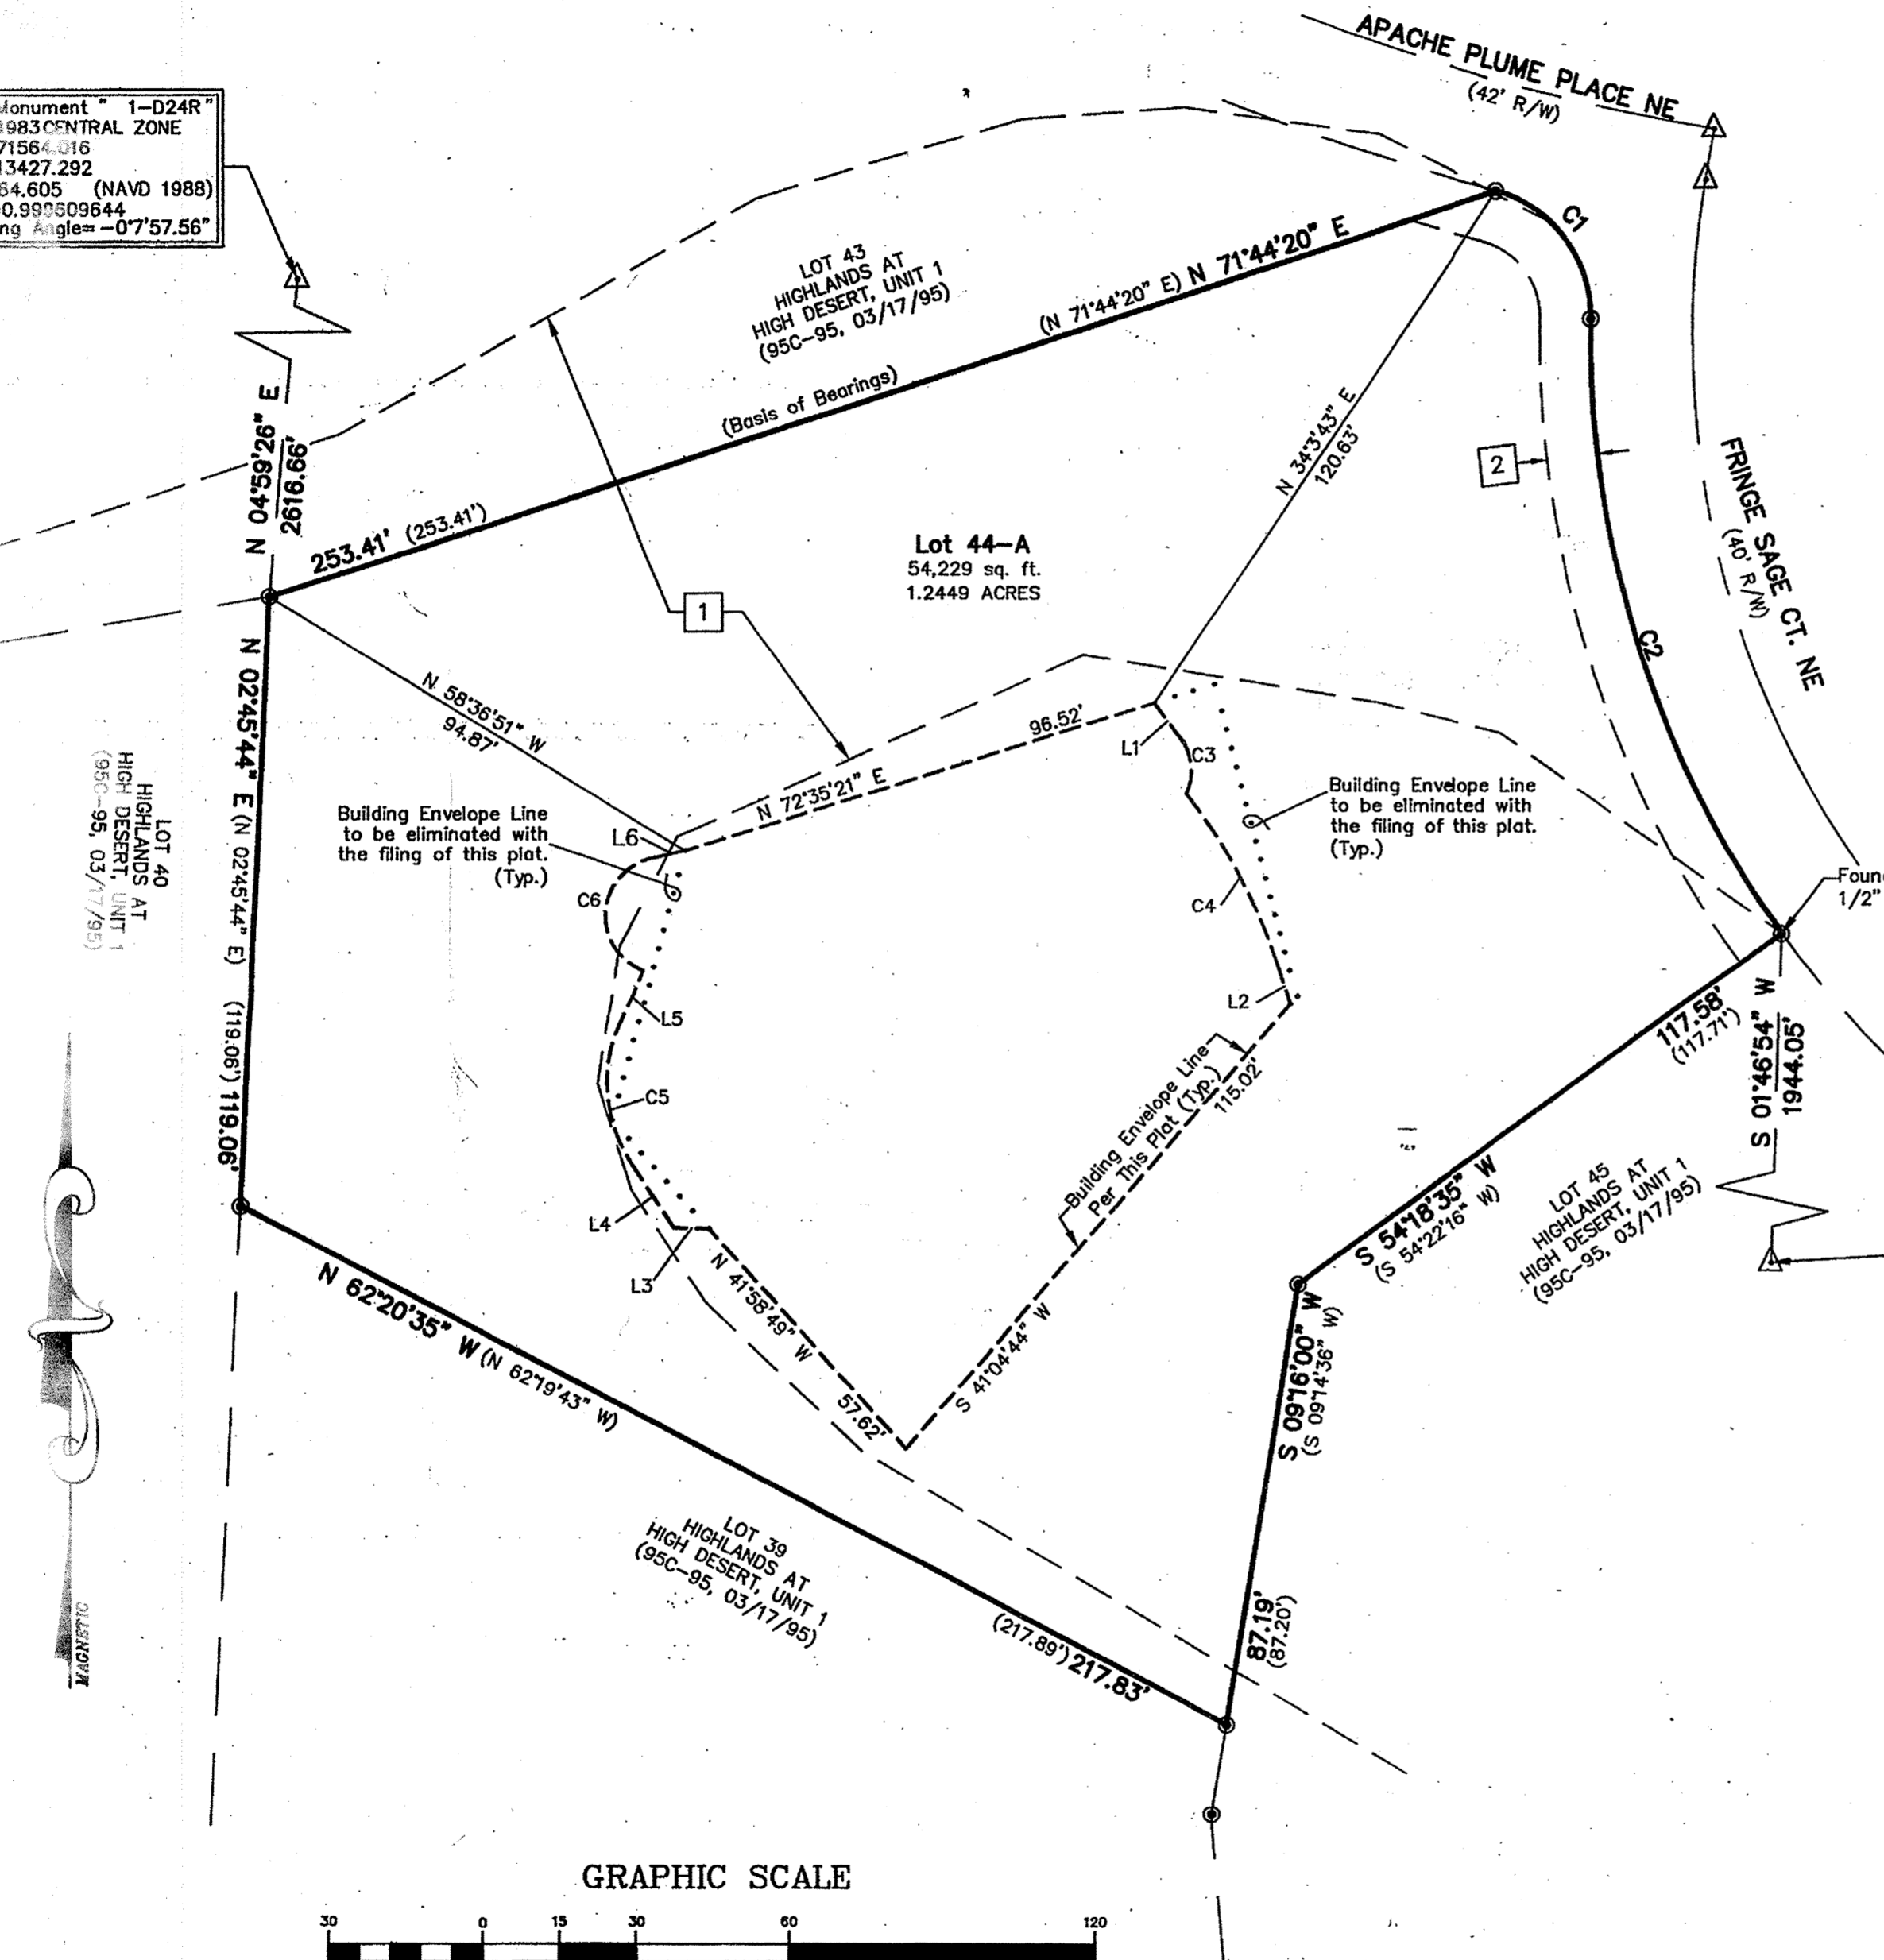 APACHE PLUME PLACE NE
(42' R/W)
Monument " 1-D24R"
1983 CENTRAL ZONE
71564.016
13427.292
64.605 (NAVD 1988)
Angle= -0°7'57.56"
C1
LOT 43
HIGHLANDS AT
HIGH DESERT, UNIT 1
(95C-95, 03/17/95)
(N 71°44'20" E) N 71°44'20" E
(Basis of Bearings)
253.41' (253.41')
N 04°59'26" E
2616.66'
N 34°3'43" E
120.63'
2
FRINGE SAGE CT. NE
(40' R/W)
C2
Lot 44-A
54,229 sq. ft.
1.2449 ACRES
1
N 58°36'51" W
94.87'
N 02°45'44" E (N 02°45'44" E)
(119.06') 119.06'
LOT 40
HIGHLANDS AT
HIGH DESERT, UNIT 1
(95C-95, 03/17/95)
Building Envelope Line
to be eliminated with
the filing of this plat.
(Typ.)
L6
N 72°35'21" E
96.52'
L1
C3
Building Envelope Line
to be eliminated with
the filing of this plat.
(Typ.)
C6
C4
L2
L5
C5
L4
L3
1/2"
117.58'
(117.71')
S 01°46'54" W
1944.05'
Building Envelope Line
Per This Plat (Typ.)
115.02'
S 41°04'44" W
N 41°58'49" W
57.62'
S 54°18'35" W
(S 54°22'16" W)
LOT 45
HIGHLANDS AT
HIGH DESERT, UNIT 1
(95C-95, 03/17/95)
N 62°20'35" W (N 62°19'43" W)
(217.89') 217.83'
S 09°16'00" W
(S 09°14'36" W)
87.19'
(87.20')
LOT 39
HIGHLANDS AT
HIGH DESERT, UNIT 1
(95C-95, 03/17/95)
MAGNETIC
GRAPHIC SCALE
30 0 15 30 60 120